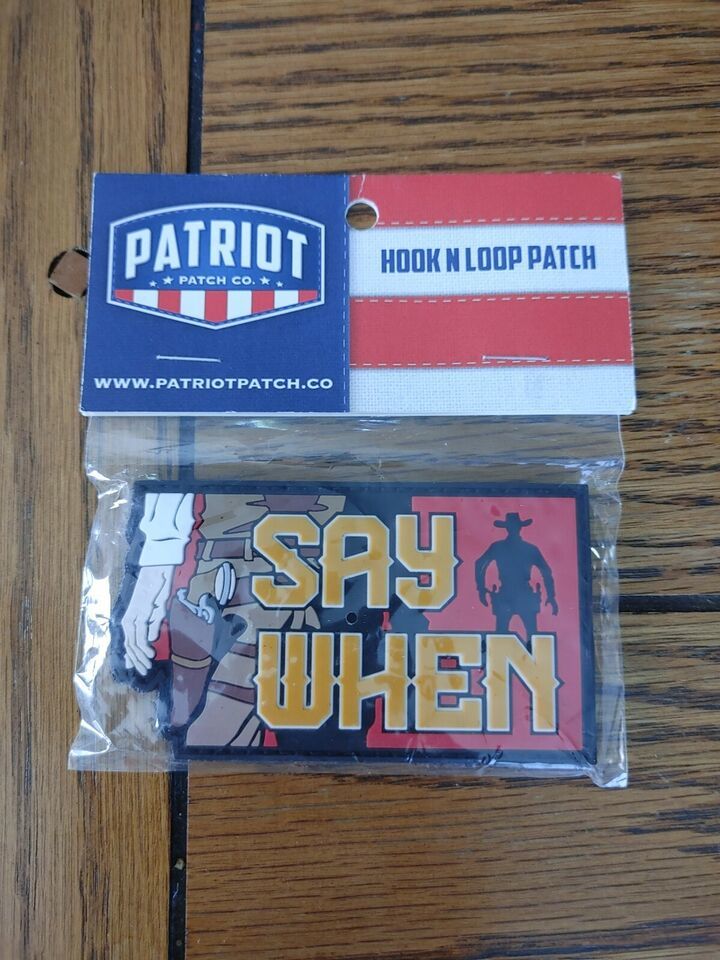 PATRIOT
PATCH CO.
WWW.PATRIOTPATCH.CO
HOOK N LOOP PATCH
SAY
WHEN